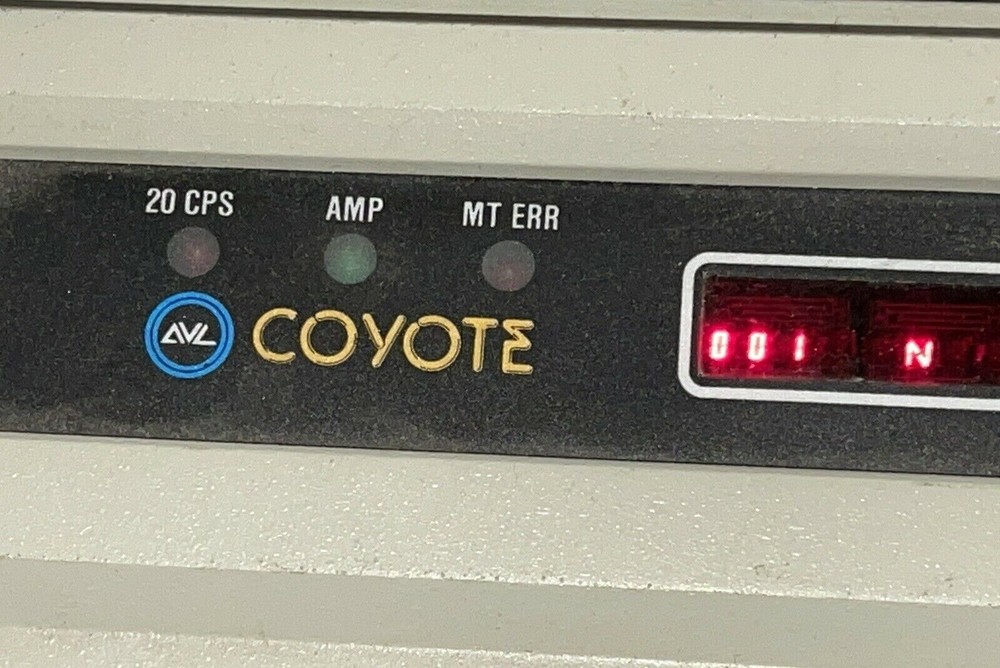 20 CPS AMP MT ERR
AVL COYOTE
001 N